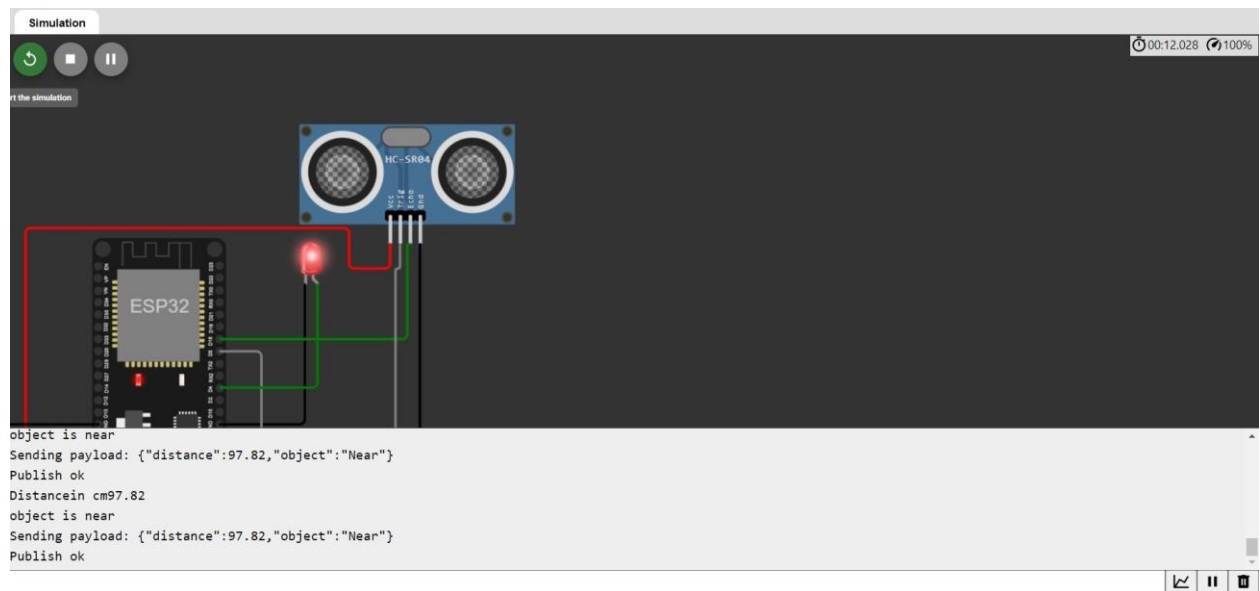 Simulation
00:12.028 100%
rt the simulation
HC-SR04
Vcc
Trig
Echo
Gnd
ESP32
object is near
Sending payload: {"distance":97.82,"object":"Near"}
Publish ok
Distancein cm97.82
object is near
Sending payload: {"distance":97.82,"object":"Near"}
Publish ok